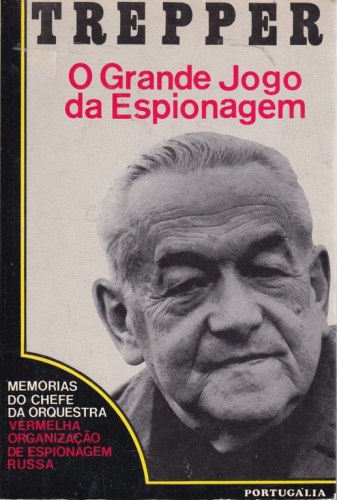 TREPPER
O Grande Jogo
da Espionagem
MEMORIAS
DO CHEFE
DA ORQUESTRA
VERMELHA
ORGANIZAÇÃO
DE ESPIONAGEM
RUSSA
PORTUGÁLIA